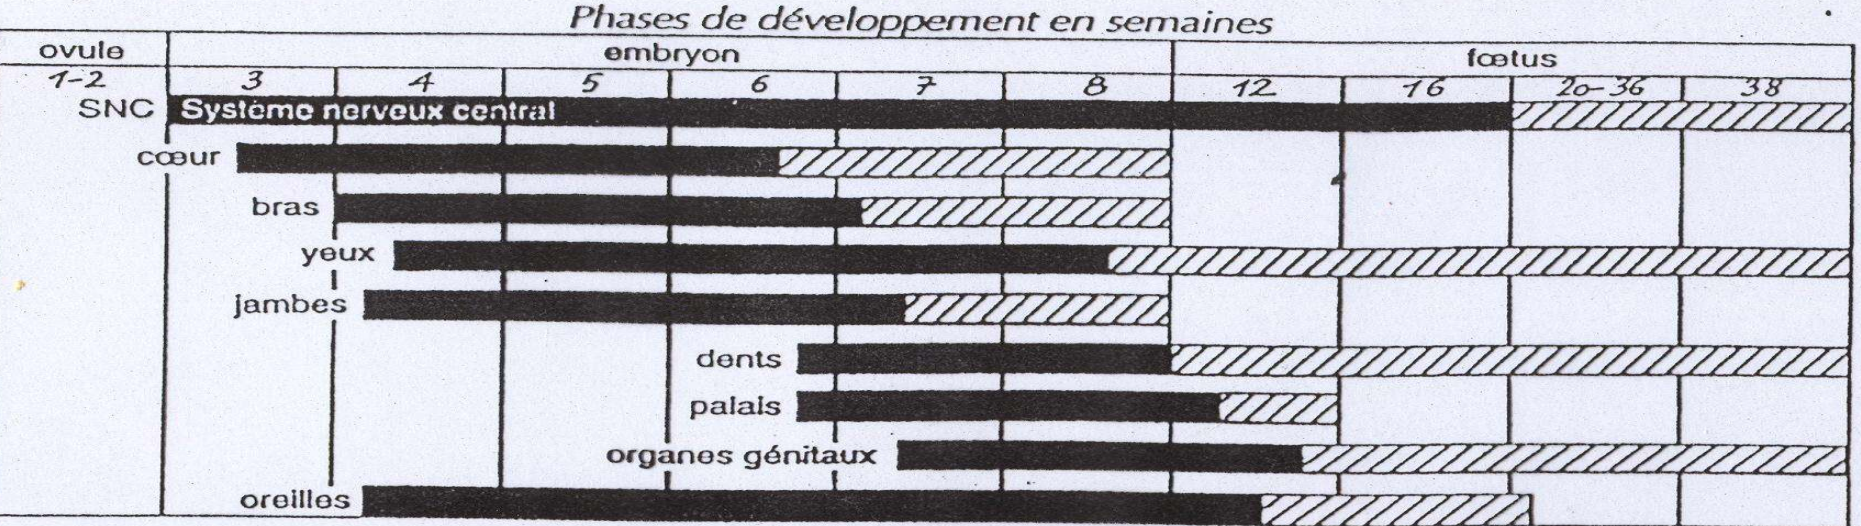 Phases de développement en semaines
ovule embryon fœtus
1-2 3 4 5 6 7 8 12 16 20-36 38
SNC Système nerveux central
cœur
bras
yeux
jambes
dents
palais
organes génitaux
oreilles